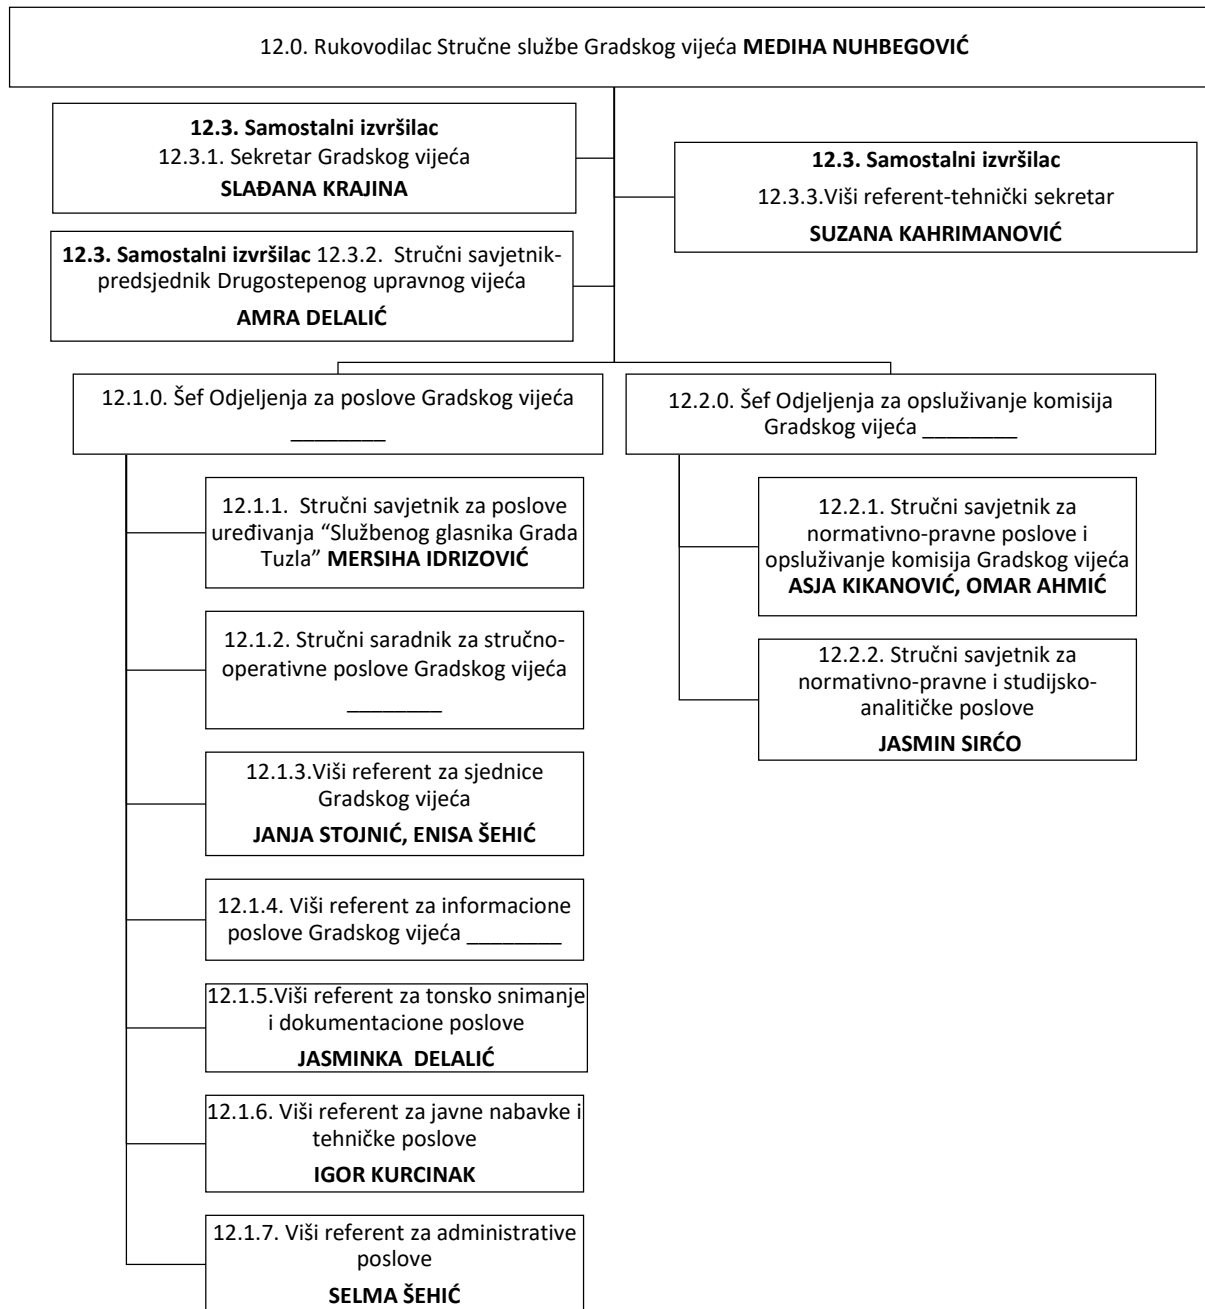 12.0. Rukovodilac Stručne službe Gradskog vijeća MEDIHA NUHBEGOVIĆ
12.3. Samostalni izvršilac
12.3.1. Sekretar Gradskog vijeća
SLAĐANA KRAJINA
12.3. Samostalni izvršilac
12.3.3.Viši referent-tehnički sekretar
SUZANA KAHRIMANOVIĆ
12.3. Samostalni izvršilac 12.3.2. Stručni savjetnik-
predsjednik Drugostepenog upravnog vijeća
AMRA DELALIĆ
12.1.0. Šef Odjeljenja za poslove Gradskog vijeća
________
12.1.1. Stručni savjetnik za poslove
uređivanja “Službenog glasnika Grada
Tuzla” MERSIHA IDRIZOVIĆ
12.1.2. Stručni saradnik za stručno-
operativne poslove Gradskog vijeća
________
12.1.3.Viši referent za sjednice
Gradskog vijeća
JANJA STOJNIĆ, ENISA ŠEHIĆ
12.1.4. Viši referent za informacione
poslove Gradskog vijeća ________
12.1.5.Viši referent za tonsko snimanje
i dokumentacione poslove
JASMINKA DELALIĆ
12.1.6. Viši referent za javne nabavke i
tehničke poslove
IGOR KURCINAK
12.1.7. Viši referent za administrative
poslove
SELMA ŠEHIĆ
12.2.0. Šef Odjeljenja za opsluživanje komisija
Gradskog vijeća ________
12.2.1. Stručni savjetnik za
normativno-pravne poslove i
opsluživanje komisija Gradskog vijeća
ASJA KIKANOVIĆ, OMAR AHMIĆ
12.2.2. Stručni savjetnik za
normativno-pravne i studijsko-
analitičke poslove
JASMIN SIRĆO